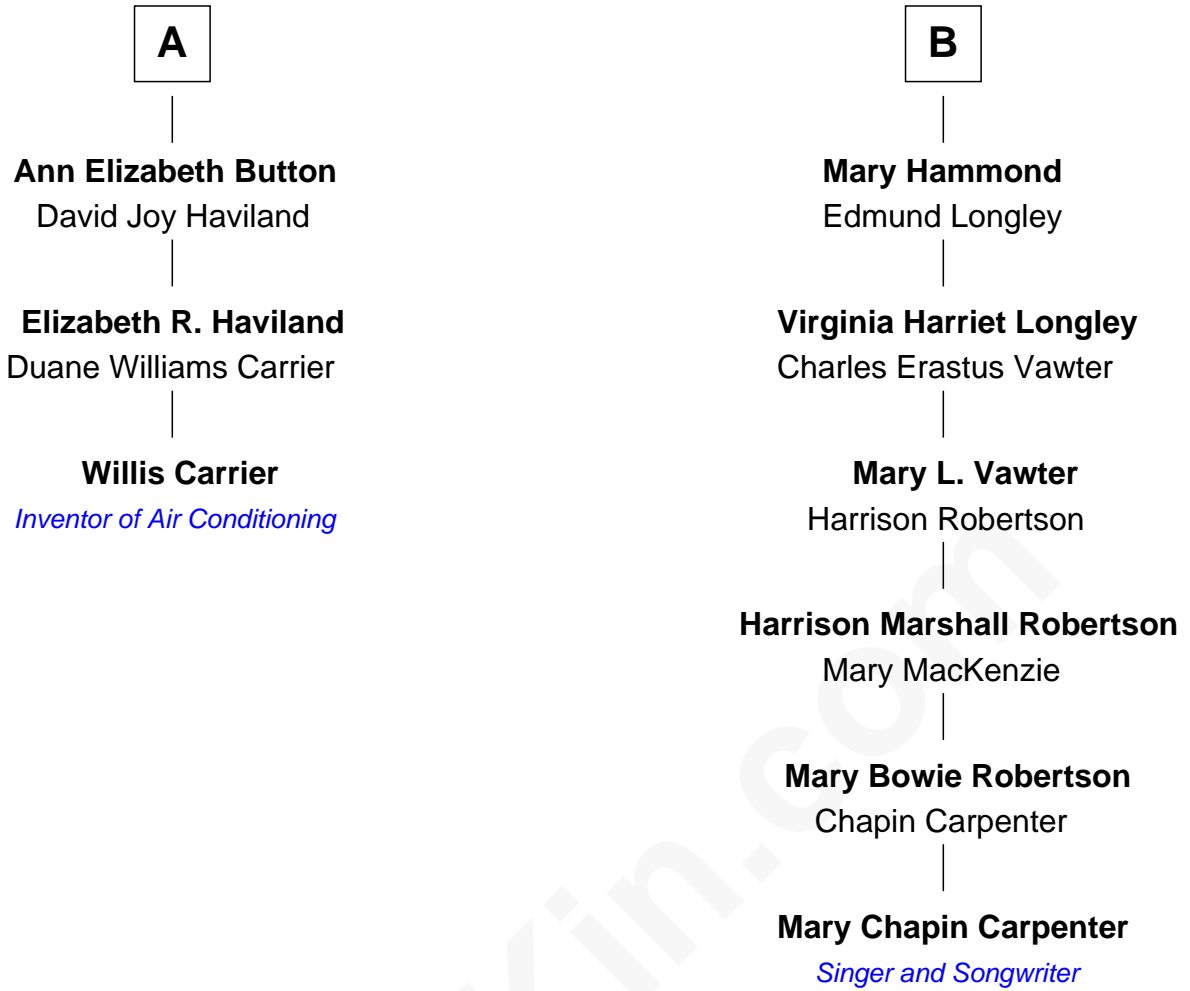 A
Ann Elizabeth Button
David Joy Haviland
Elizabeth R. Haviland
Duane Williams Carrier
Willis Carrier
Inventor of Air Conditioning
B
Mary Hammond
Edmund Longley
Virginia Harriet Longley
Charles Erastus Vawter
Mary L. Vawter
Harrison Robertson
Harrison Marshall Robertson
Mary MacKenzie
Mary Bowie Robertson
Chapin Carpenter
Mary Chapin Carpenter
Singer and Songwriter
Kin.com